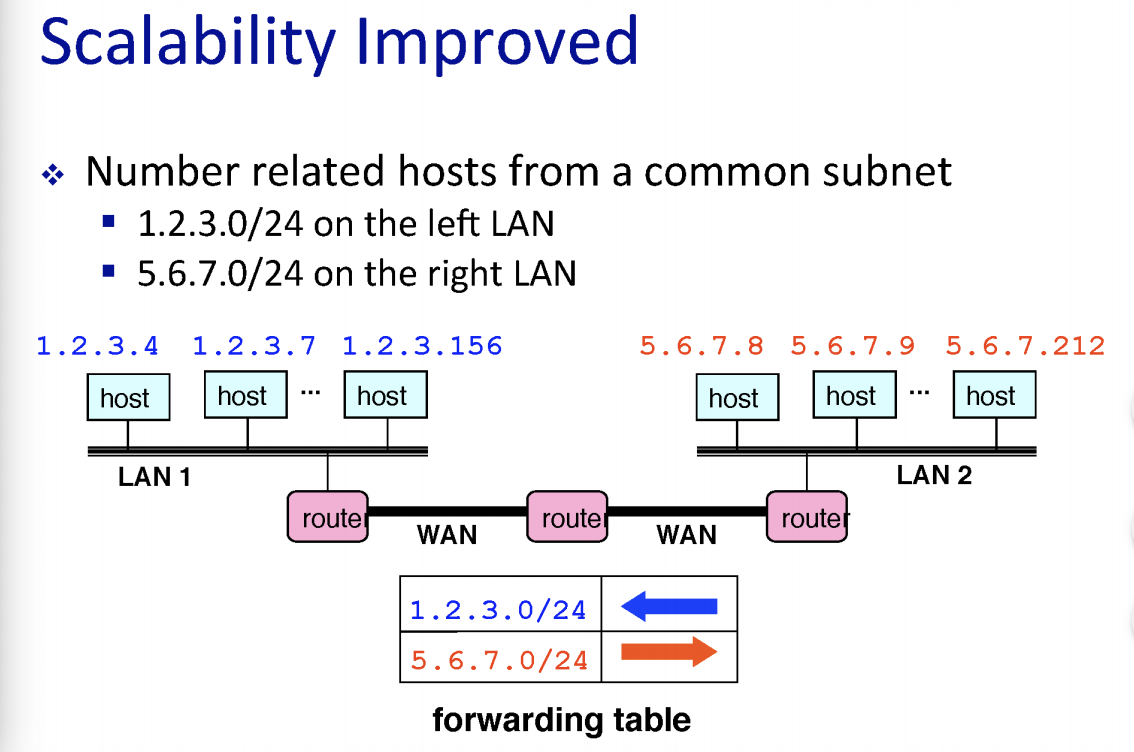 Scalability Improved
❖ Number related hosts from a common subnet
▪ 1.2.3.0/24 on the left LAN
▪ 5.6.7.0/24 on the right LAN
1.2.3.4 1.2.3.7 1.2.3.156 5.6.7.8 5.6.7.9 5.6.7.212
host host ... host host host ... host
LAN 1 LAN 2
router router router
WAN WAN
1.2.3.0/24
5.6.7.0/24
forwarding table